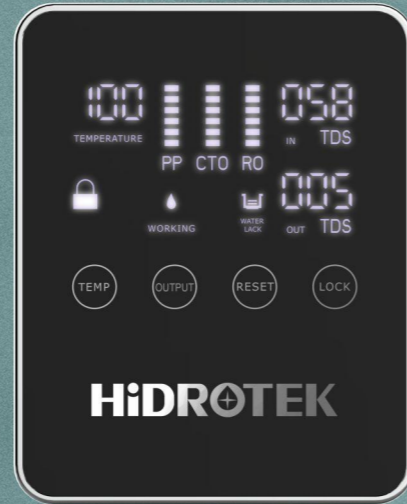 100
TEMPERATURE
PP CTO RO
058
IN TDS
WORKING
WATER
LACK
005
OUT TDS
TEMP OUTPUT RESET LOCK
HiDROTEK